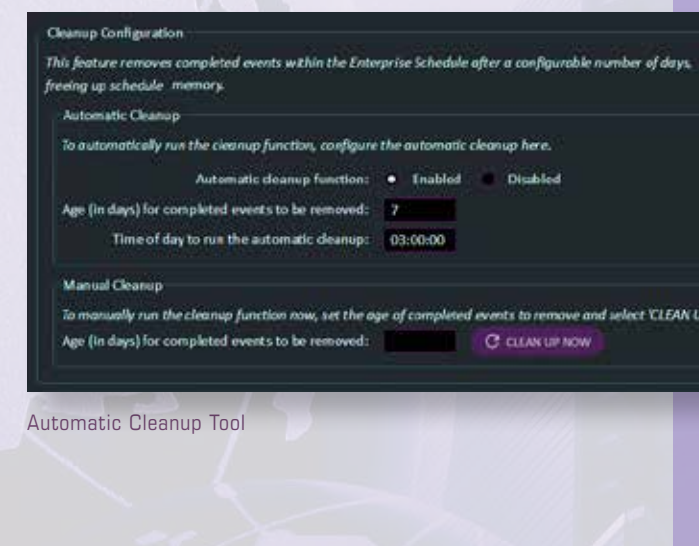 Cleanup Configuration
This feature removes completed events within the Enterprise Schedule after a configurable number of days,
freeing up schedule memory.
Automatic Cleanup
To automatically run the cleanup function, configure the automatic cleanup here.
Automatic cleanup function: Enabled Disabled
Age (in days) for completed events to be removed: 7
Time of day to run the automatic cleanup: 03:00:00
Manual Cleanup
To manually run the cleanup function now, set the age of completed events to remove and select 'CLEAN U
Age (in days) for completed events to be removed: CLEAN UP NOW
Automatic Cleanup Tool